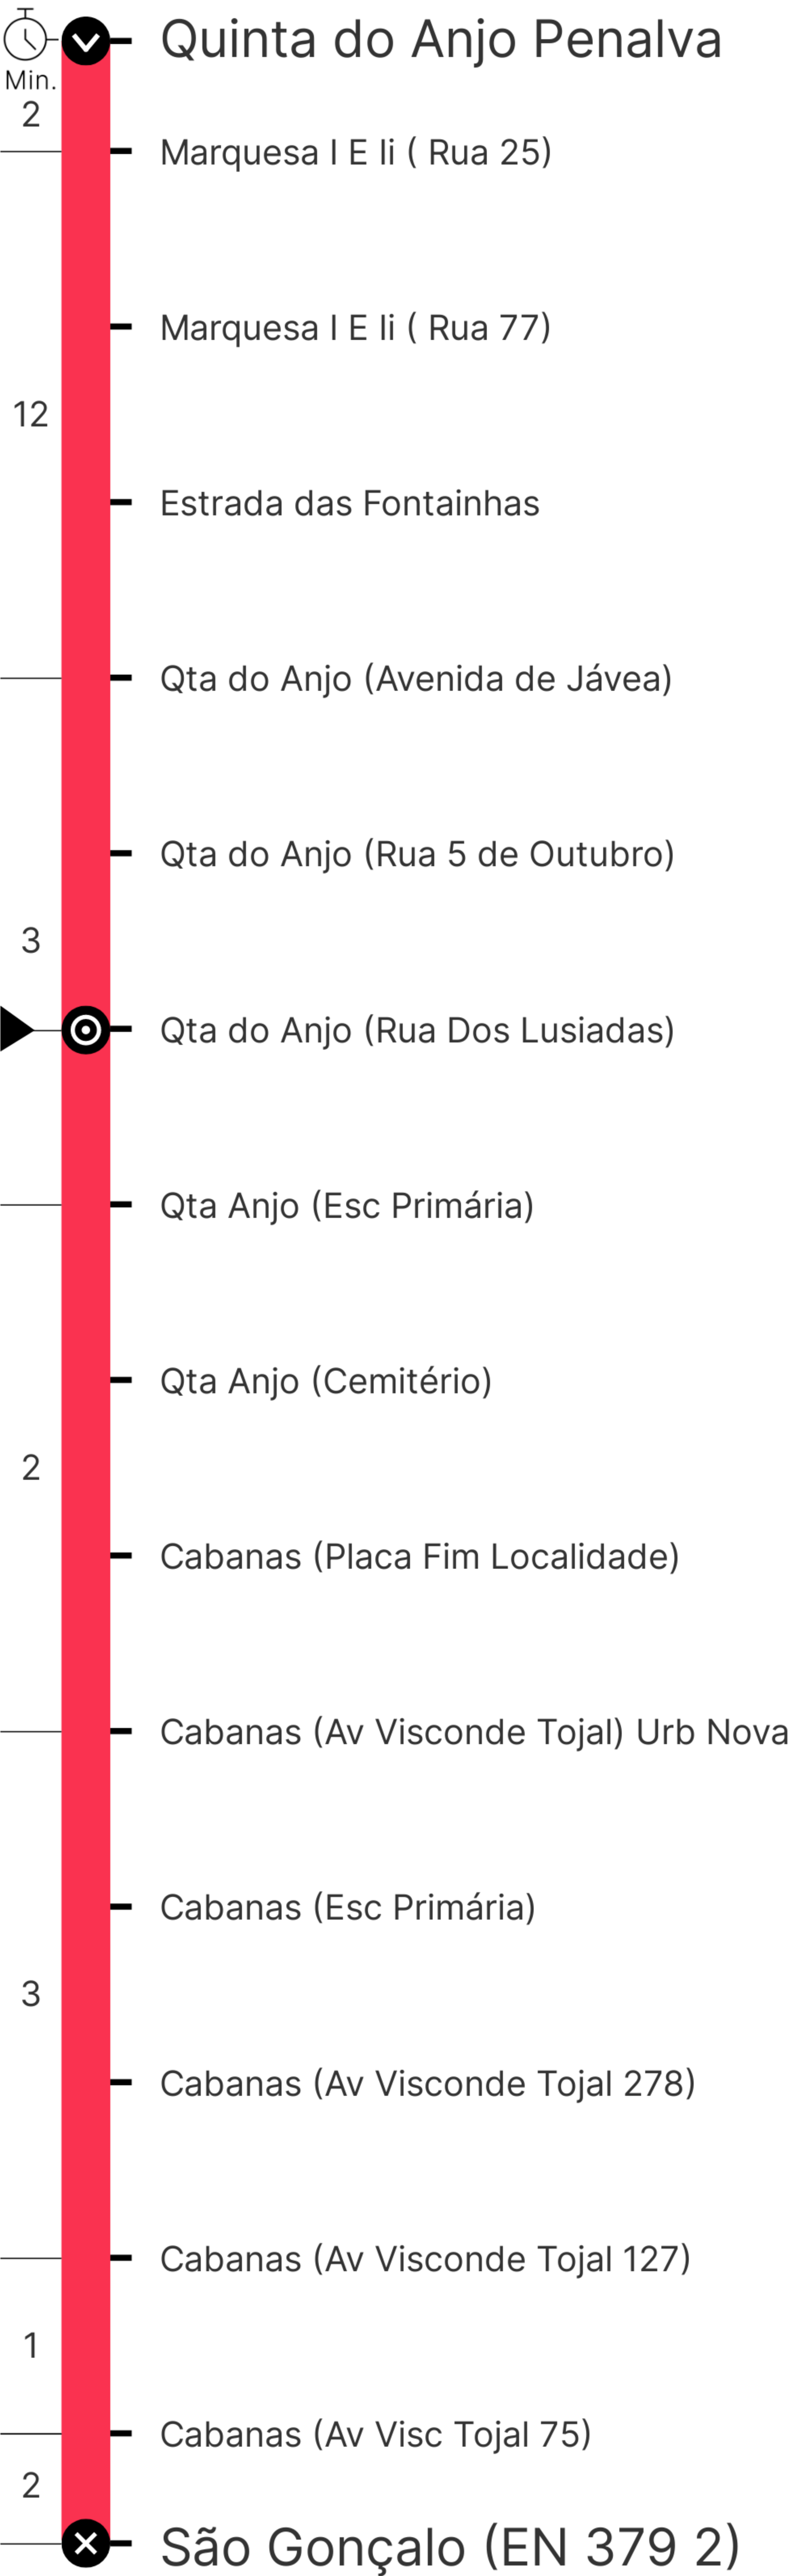 Quinta do Anjo Penalva
Min.
2
Marquesa I E Ii ( Rua 25)
Marquesa I E Ii ( Rua 77)
12
Estrada das Fontainhas
Qta do Anjo (Avenida de Jávea)
Qta do Anjo (Rua 5 de Outubro)
3
Qta do Anjo (Rua Dos Lusiadas)
Qta Anjo (Esc Primária)
Qta Anjo (Cemitério)
2
Cabanas (Placa Fim Localidade)
Cabanas (Av Visconde Tojal) Urb Nova
Cabanas (Esc Primária)
3
Cabanas (Av Visconde Tojal 278)
Cabanas (Av Visconde Tojal 127)
1
Cabanas (Av Visc Tojal 75)
2
São Gonçalo (EN 379 2)